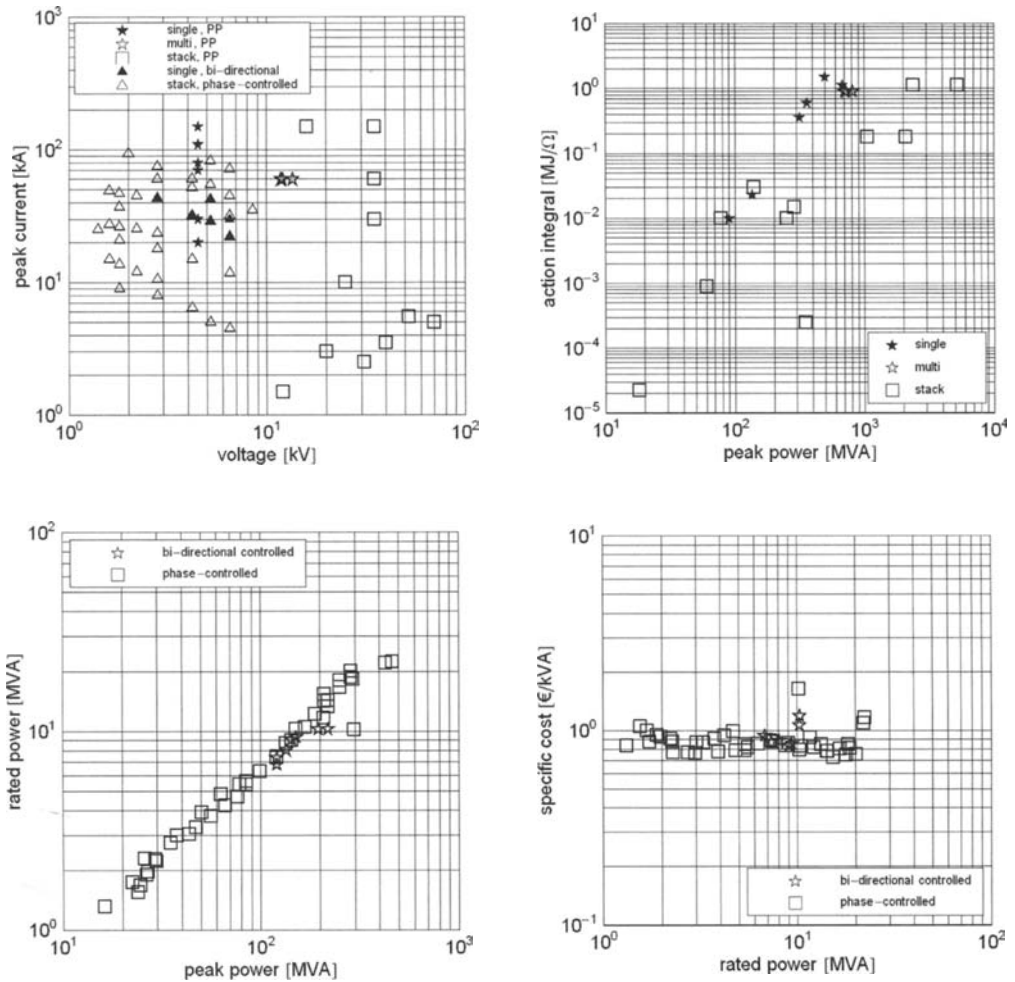 10³
10²
10¹
10⁰
peak current [kA]
single, PP
multi, PP
stack, PP
single, bi-directional
stack, phase-controlled
10⁰
10¹
10²
voltage [kV]
10¹
10⁰
10⁻¹
10⁻²
10⁻³
10⁻⁴
10⁻⁵
action integral [MJ/Ω]
single
multi
stack
10¹
10²
10³
10⁴
peak power [MVA]
10²
10¹
10⁰
rated power [MVA]
bi-directional controlled
phase-controlled
10¹
10²
10³
peak power [MVA]
10¹
10⁰
10⁻¹
specific cost [€/kVA]
bi-directional controlled
phase-controlled
10⁰
10¹
10²
rated power [MVA]